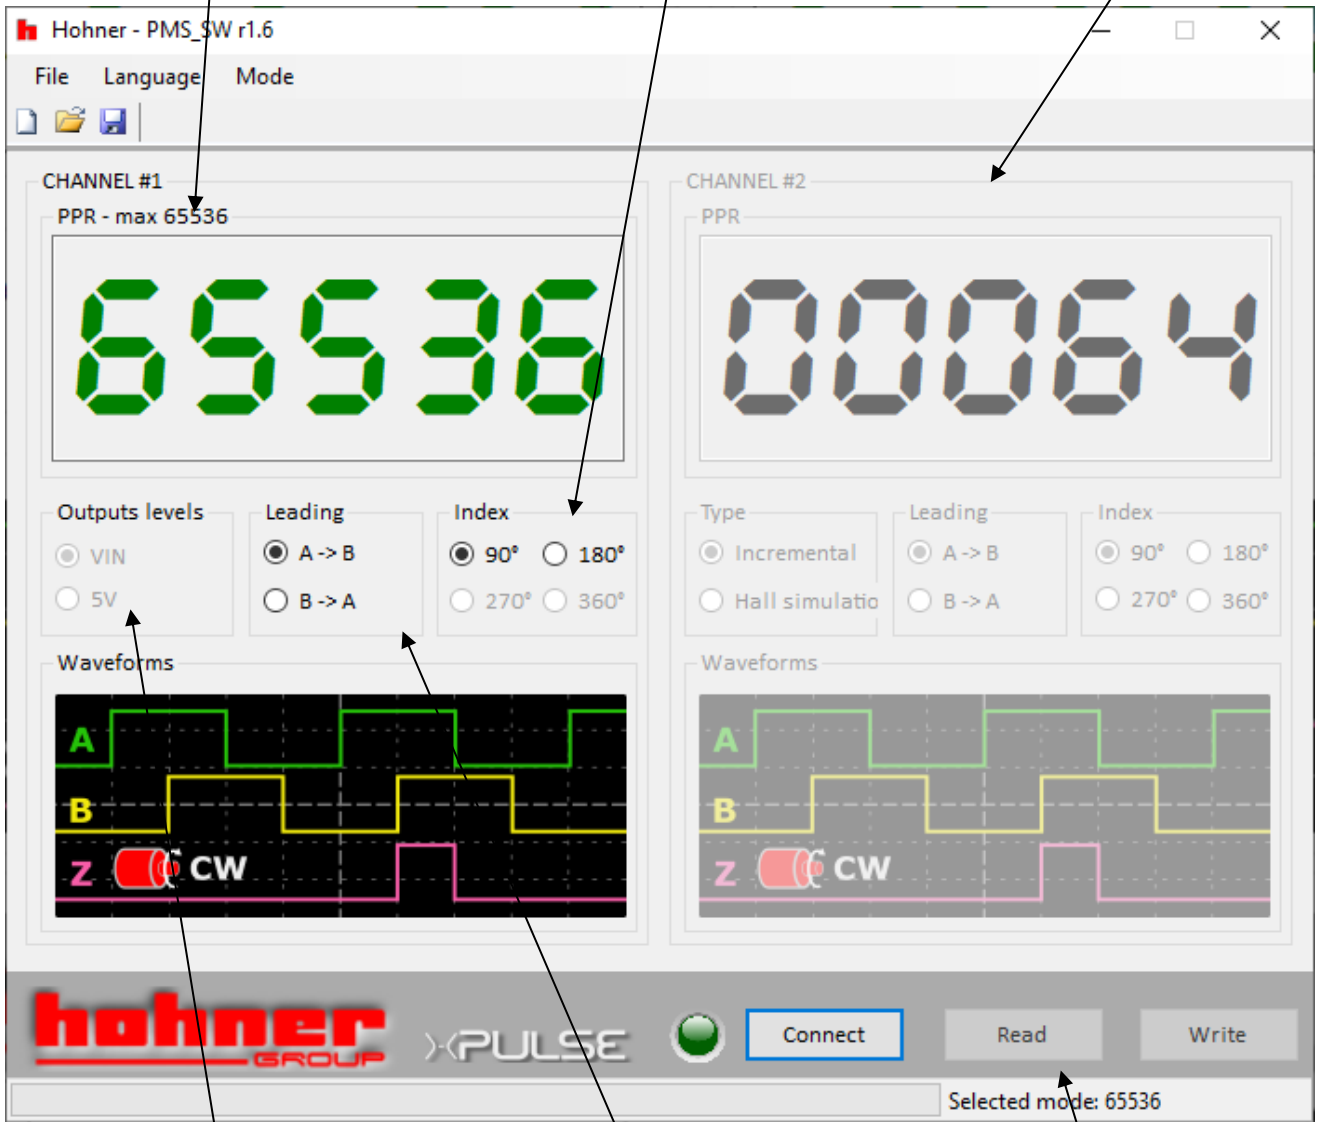 Hohner - PMS_SW r1.6
File Language Mode
CHANNEL #1
PPR - max 65536
65536
Outputs levels
VIN
5V
Leading
A -> B
B -> A
Index
90° 180°
270° 360°
Waveforms
A
B
Z CW
CHANNEL #2
PPR
00064
Type
Incremental
Hall simulatio
Leading
A -> B
B -> A
Index
90° 180°
270° 360°
Waveforms
A
B
Z CW
hohner
GROUP
XPULSE
Connect Read Write
Selected mode: 65536